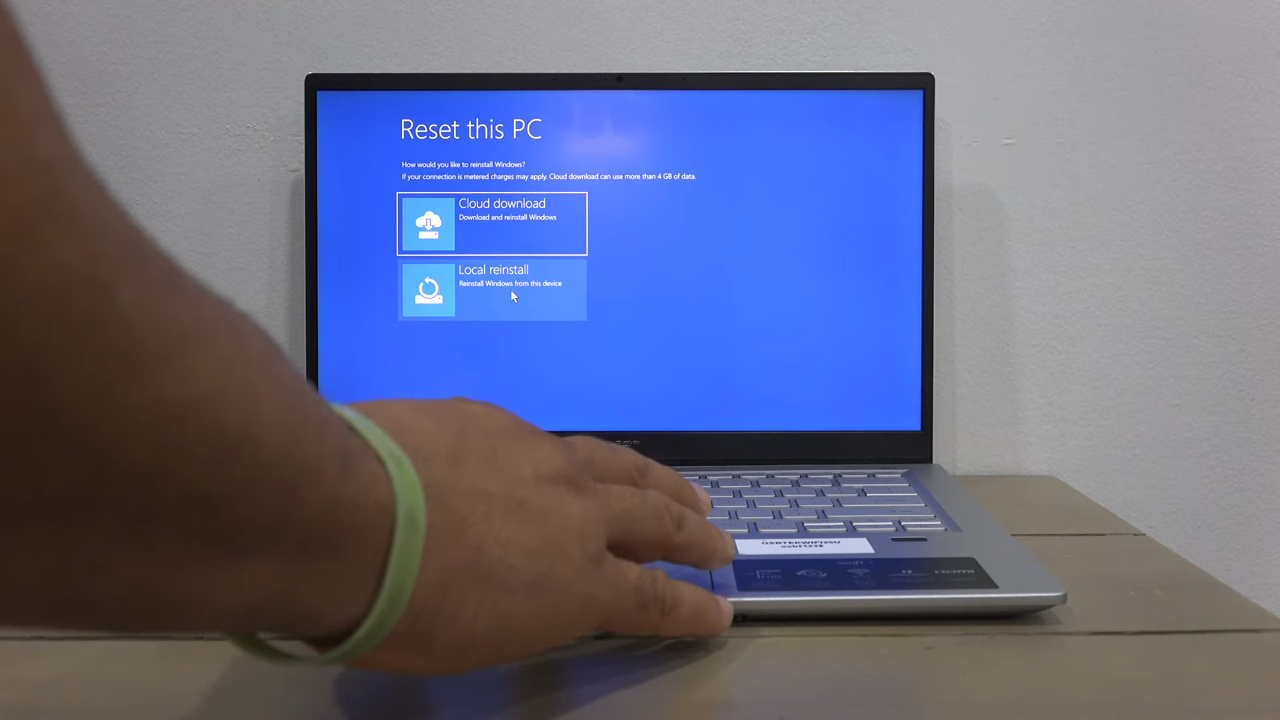 Reset this PC
How would you like to reinstall Windows?
If your connection is metered charges may apply. Cloud download can use more than 4 GB of data.
Cloud download
Download and reinstall Windows
Local reinstall
Reinstall Windows from this device
HDMI